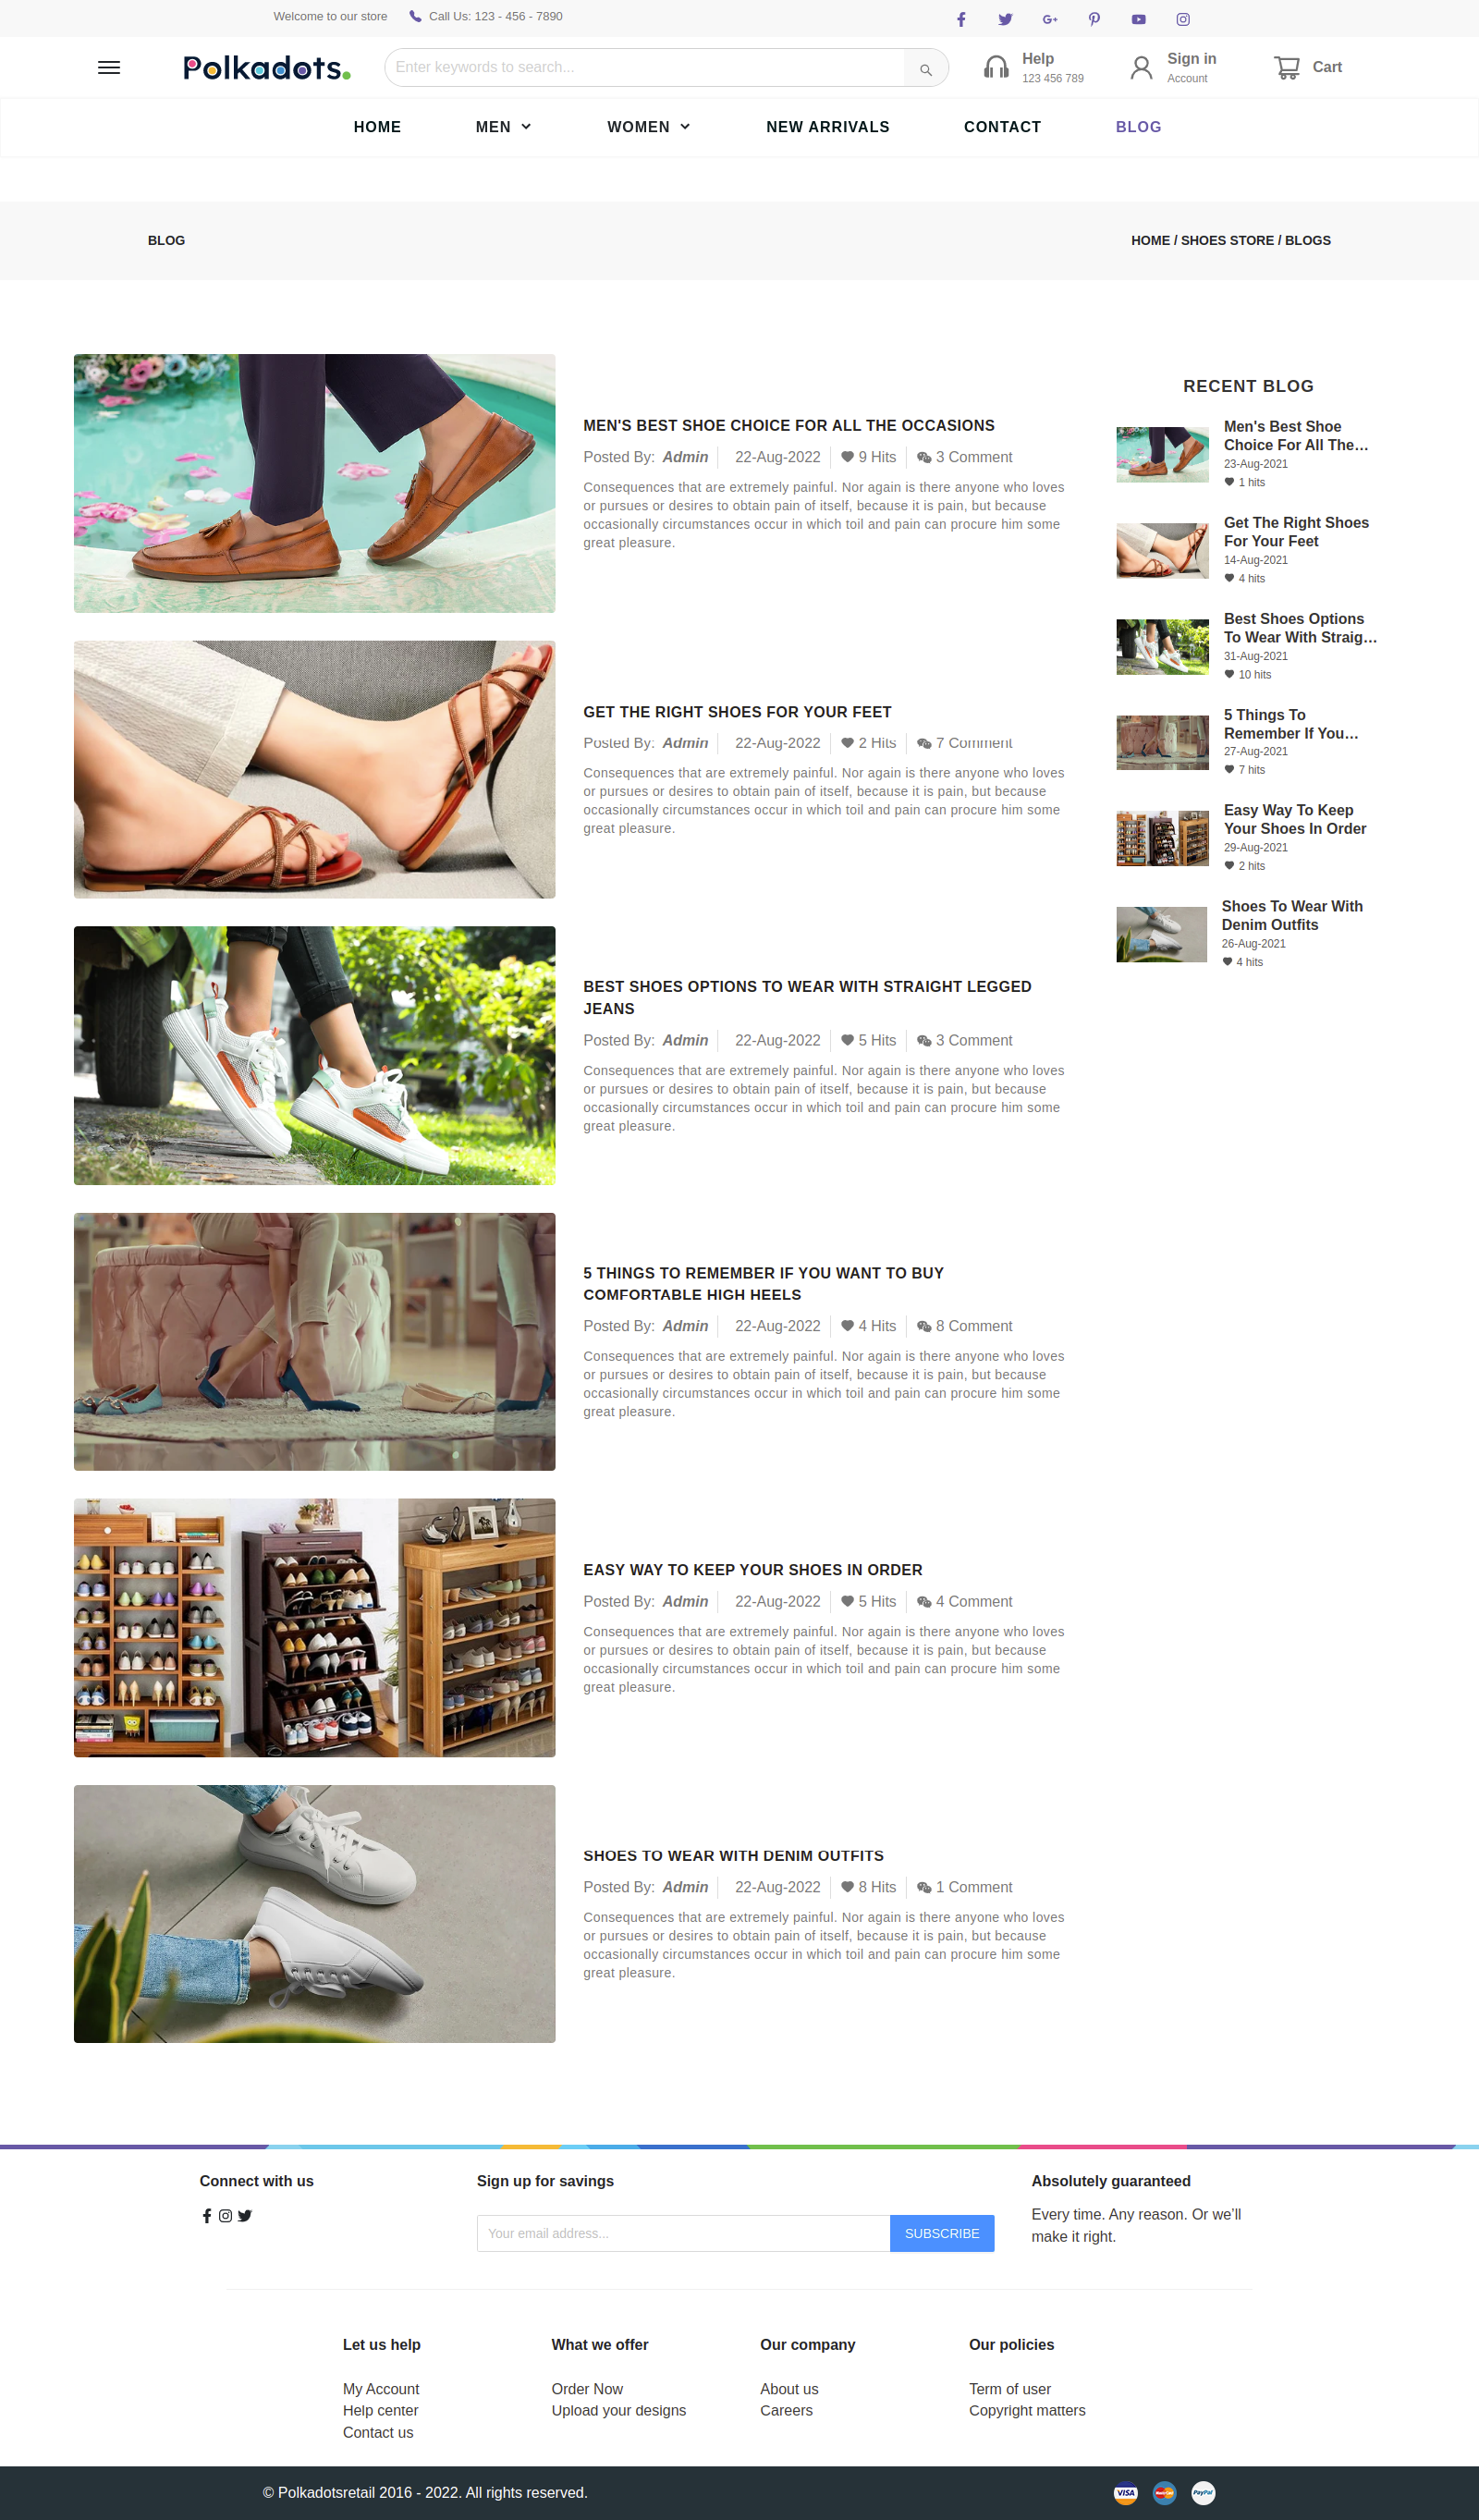 Welcome to our store
Call Us: 123 - 456 - 7890
Polkadots.
Enter keywords to search...
Help
123 456 789
Sign in
Account
Cart
HOME
MEN
WOMEN
NEW ARRIVALS
CONTACT
BLOG
BLOG
HOME / SHOES STORE / BLOGS
MEN'S BEST SHOE CHOICE FOR ALL THE OCCASIONS
Posted By: Admin 22-Aug-2022 9 Hits 3 Comment
Consequences that are extremely painful. Nor again is there anyone who loves
or pursues or desires to obtain pain of itself, because it is pain, but because
occasionally circumstances occur in which toil and pain can procure him some
great pleasure.
GET THE RIGHT SHOES FOR YOUR FEET
Posted By: Admin 22-Aug-2022 2 Hits 7 Comment
Consequences that are extremely painful. Nor again is there anyone who loves
or pursues or desires to obtain pain of itself, because it is pain, but because
occasionally circumstances occur in which toil and pain can procure him some
great pleasure.
BEST SHOES OPTIONS TO WEAR WITH STRAIGHT LEGGED
JEANS
Posted By: Admin 22-Aug-2022 5 Hits 3 Comment
Consequences that are extremely painful. Nor again is there anyone who loves
or pursues or desires to obtain pain of itself, because it is pain, but because
occasionally circumstances occur in which toil and pain can procure him some
great pleasure.
5 THINGS TO REMEMBER IF YOU WANT TO BUY
COMFORTABLE HIGH HEELS
Posted By: Admin 22-Aug-2022 4 Hits 8 Comment
Consequences that are extremely painful. Nor again is there anyone who loves
or pursues or desires to obtain pain of itself, because it is pain, but because
occasionally circumstances occur in which toil and pain can procure him some
great pleasure.
EASY WAY TO KEEP YOUR SHOES IN ORDER
Posted By: Admin 22-Aug-2022 5 Hits 4 Comment
Consequences that are extremely painful. Nor again is there anyone who loves
or pursues or desires to obtain pain of itself, because it is pain, but because
occasionally circumstances occur in which toil and pain can procure him some
great pleasure.
SHOES TO WEAR WITH DENIM OUTFITS
Posted By: Admin 22-Aug-2022 8 Hits 1 Comment
Consequences that are extremely painful. Nor again is there anyone who loves
or pursues or desires to obtain pain of itself, because it is pain, but because
occasionally circumstances occur in which toil and pain can procure him some
great pleasure.
RECENT BLOG
Men's Best Shoe
Choice For All The…
23-Aug-2021
1 hits
Get The Right Shoes
For Your Feet
14-Aug-2021
4 hits
Best Shoes Options
To Wear With Straig…
31-Aug-2021
10 hits
5 Things To
Remember If You…
27-Aug-2021
7 hits
Easy Way To Keep
Your Shoes In Order
29-Aug-2021
2 hits
Shoes To Wear With
Denim Outfits
26-Aug-2021
4 hits
Connect with us
Sign up for savings
Your email address...
SUBSCRIBE
Absolutely guaranteed
Every time. Any reason. Or we’ll
make it right.
Let us help
My Account
Help center
Contact us
What we offer
Order Now
Upload your designs
Our company
About us
Careers
Our policies
Term of user
Copyright matters
© Polkadotsretail 2016 - 2022. All rights reserved.
VISA
PayPal